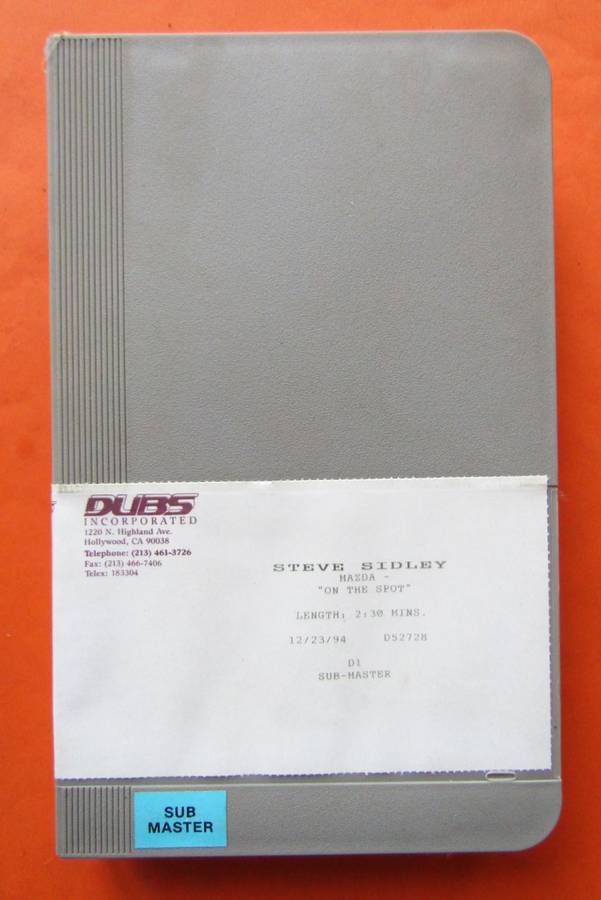 DUBS
INCORPORATED
1220 N. Highland Ave.
Hollywood, CA 90038
Telephone: (213) 461-3726
Fax: (213) 466-7406
Telex: 183304
STEVE SIDLEY
MAZDA -
"ON THE SPOT"
LENGTH: 2:30 MINS.
12/23/94 D52728
D1
SUB-MASTER
SUB
MASTER